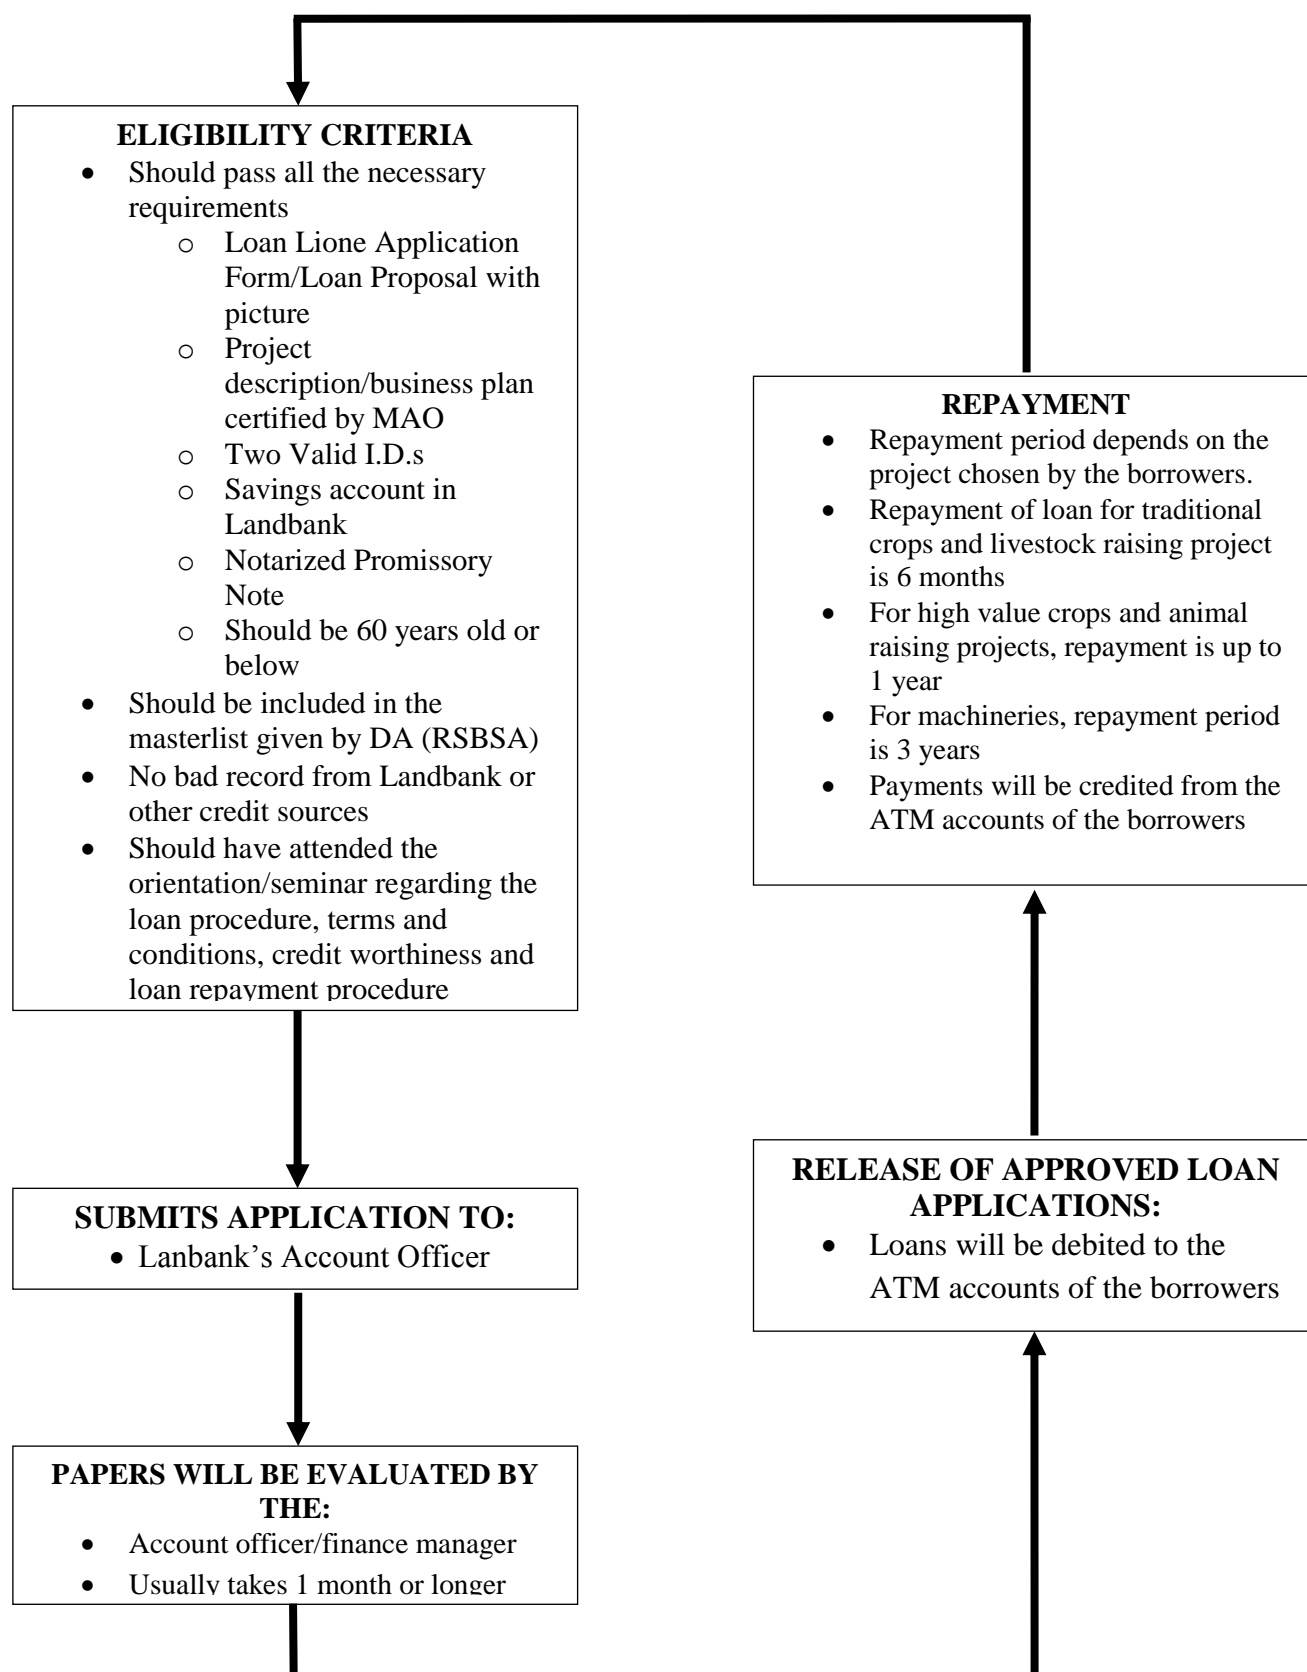 ELIGIBILITY CRITERIA
• Should pass all the necessary
requirements
o Loan Lione Application
Form/Loan Proposal with
picture
o Project
description/business plan
certified by MAO
o Two Valid I.D.s
o Savings account in
Landbank
o Notarized Promissory
Note
o Should be 60 years old or
below
• Should be included in the
masterlist given by DA (RSBSA)
• No bad record from Landbank or
other credit sources
• Should have attended the
orientation/seminar regarding the
loan procedure, terms and
conditions, credit worthiness and
loan repayment procedure
SUBMITS APPLICATION TO:
• Lanbank’s Account Officer
PAPERS WILL BE EVALUATED BY
THE:
• Account officer/finance manager
• Usually takes 1 month or longer
REPAYMENT
• Repayment period depends on the
project chosen by the borrowers.
• Repayment of loan for traditional
crops and livestock raising project
is 6 months
• For high value crops and animal
raising projects, repayment is up to
1 year
• For machineries, repayment period
is 3 years
• Payments will be credited from the
ATM accounts of the borrowers
RELEASE OF APPROVED LOAN
APPLICATIONS:
• Loans will be debited to the
ATM accounts of the borrowers